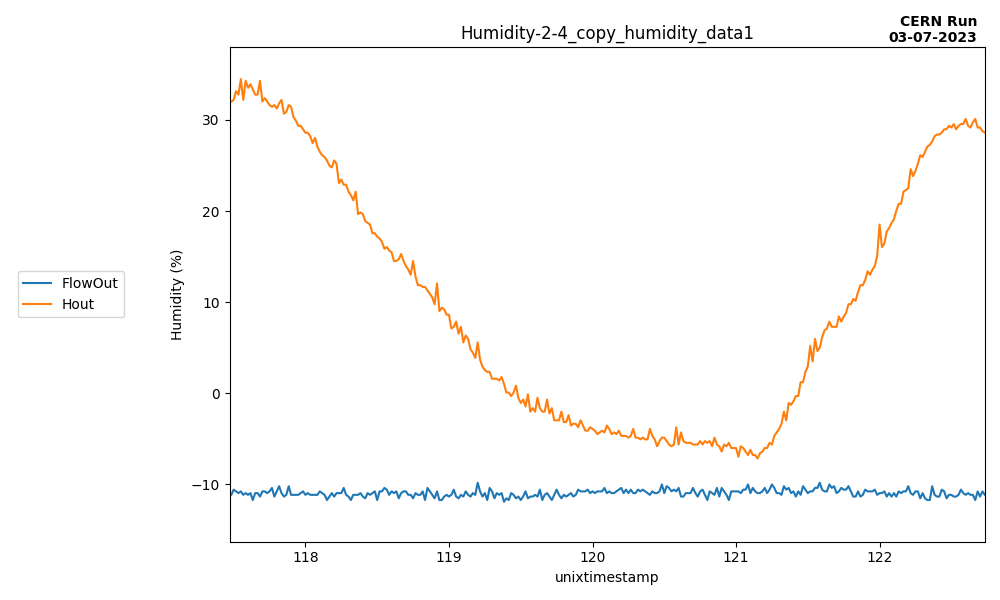 CERN Run
03-07-2023
Humidity-2-4_copy_humidity_data1
Humidity (%)
30
20
10
0
−10
118
119
120
121
122
unixtimestamp
FlowOut
Hout